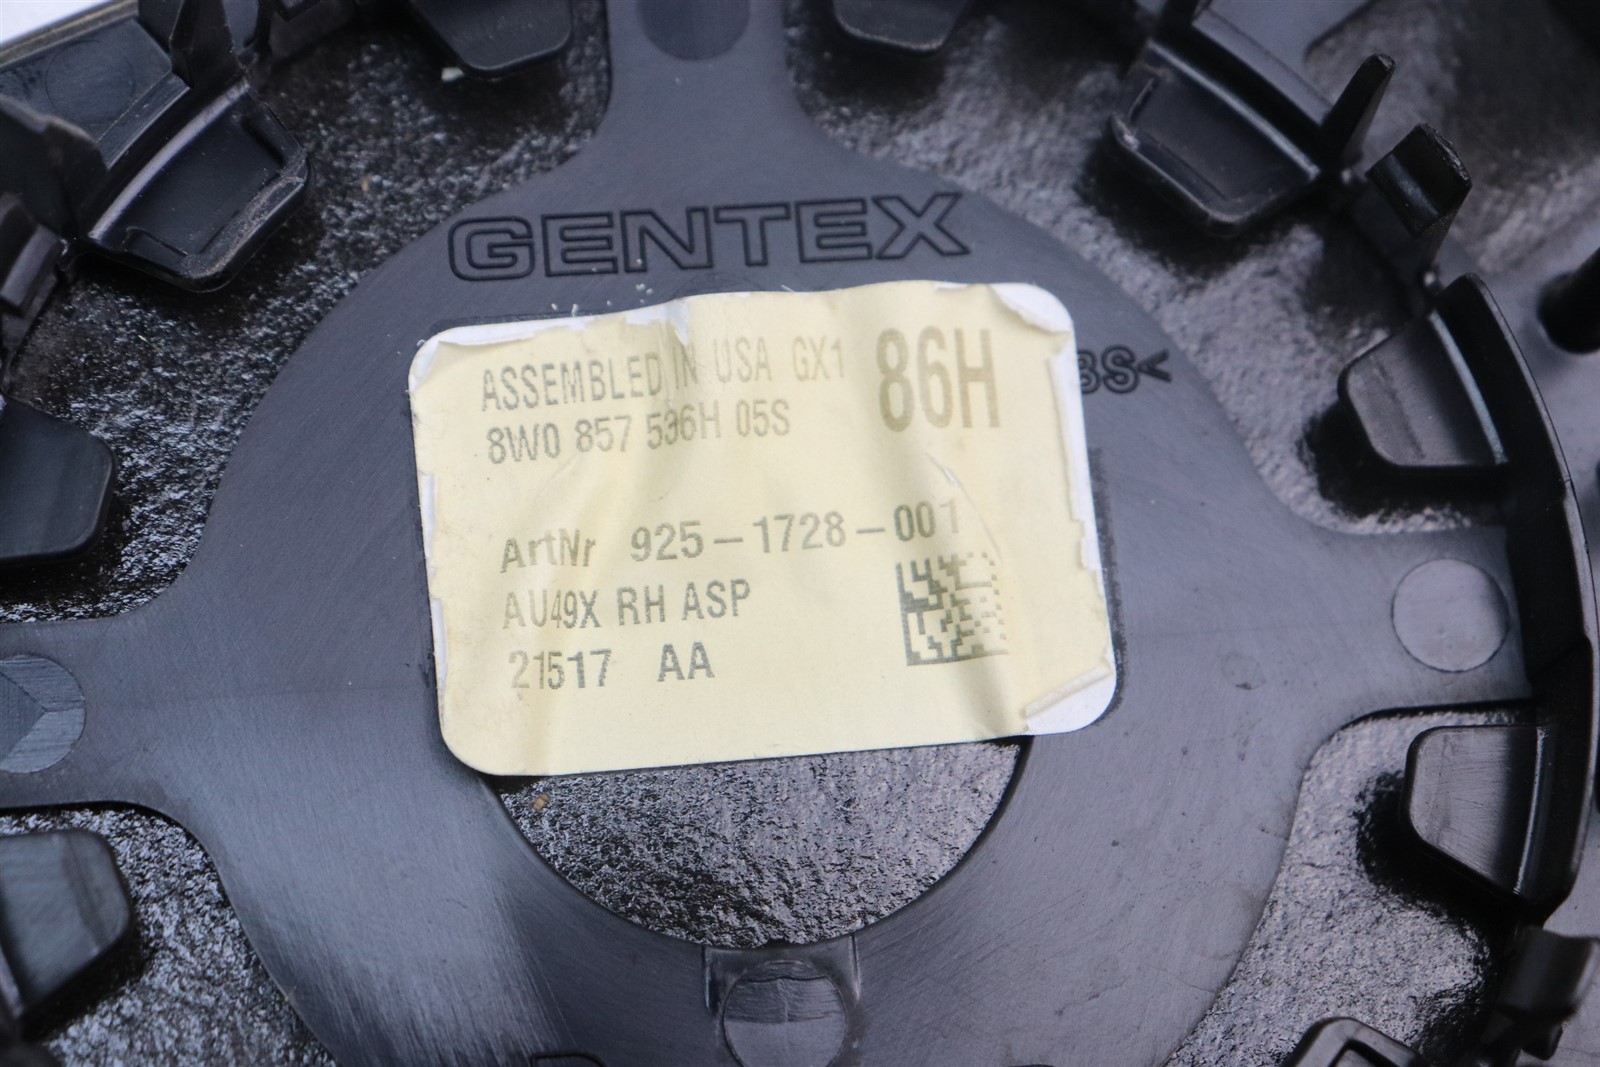 GENTEX
ASSEMBLED IN USA GX1 86H
8W0 857 536H 05S
BS<
ArtNr 925-1728-001
AU49X RH ASP
21517 AA